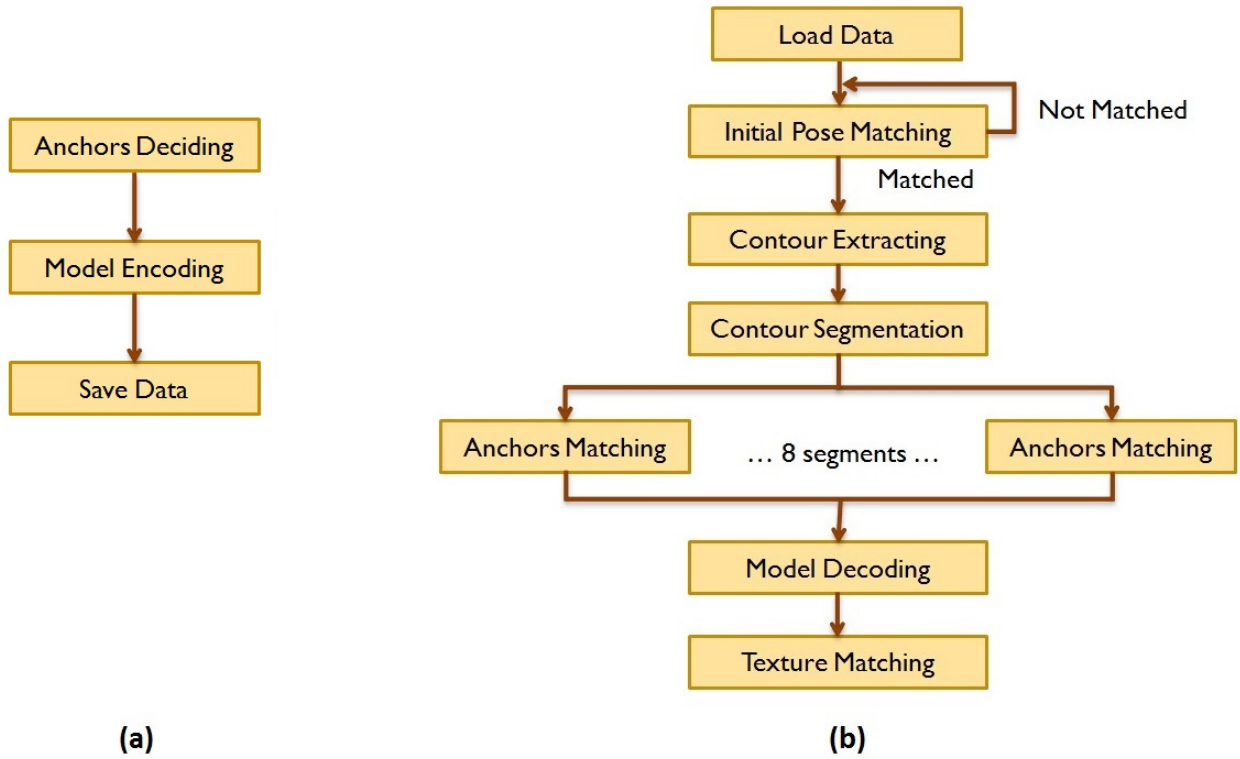 Anchors Deciding
Model Encoding
Save Data
(a)
Load Data
Initial Pose Matching
Not Matched
Matched
Contour Extracting
Contour Segmentation
Anchors Matching
… 8 segments …
Anchors Matching
Model Decoding
Texture Matching
(b)